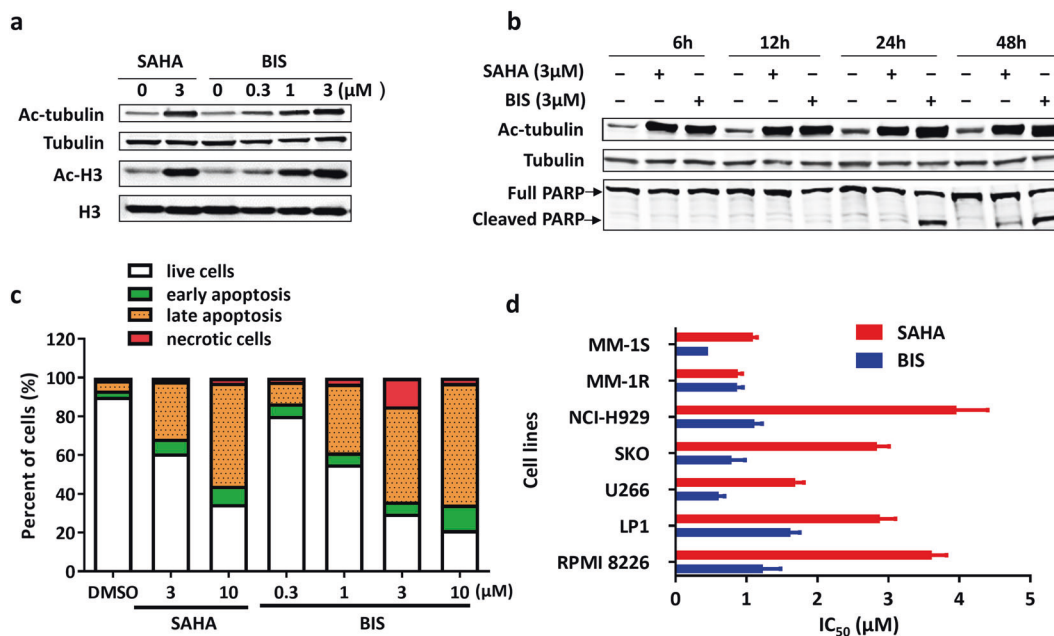 a
SAHA BIS
0 3 0 0.3 1 3 (μM )
Ac-tubulin
Tubulin
Ac-H3
H3
b
6h 12h 24h 48h
SAHA (3μM) – + – – + – – + – – + –
BIS (3μM) – – + – – + – – + – – +
Ac-tubulin
Tubulin
Full PARP
Cleaved PARP
c
live cells
early apoptosis
late apoptosis
necrotic cells
Percent of cells (%)
120
100
80
60
40
20
0
DMSO 3 10 0.3 1 3 10 (μM)
SAHA BIS
d
SAHA
BIS
Cell lines
MM-1S
MM-1R
NCI-H929
SKO
U266
LP1
RPMI 8226
0 1 2 3 4 5
IC50 (μM)